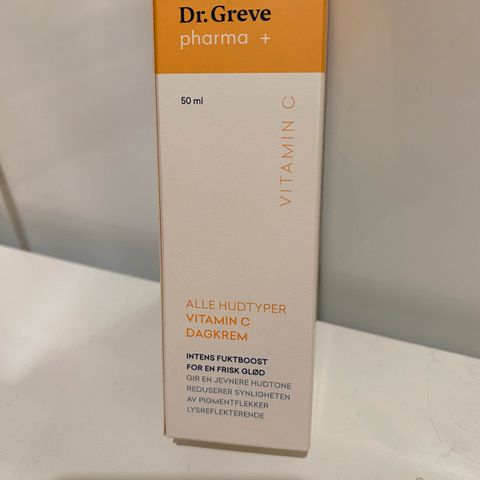 Dr. Greve
pharma +
50 ml
VITAMIN C
ALLE HUDTYPER
VITAMIN C
DAGKREM
INTENS FUKTBOOST
FOR EN FRISK GLØD
GIR EN JEVNERE HUDTONE
REDUSERER SYNLIGHETEN
AV PIGMENTFLEKKER
LYSREFLEKTERENDE